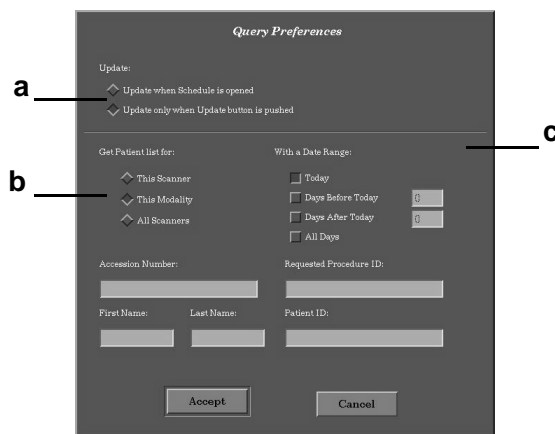 Query Preferences
Update:
a
Update when Schedule is opened
Update only when Update button is pushed
c
Get Patient list for:
With a Date Range:
b
This Scanner
Today
This Modality
Days Before Today
0
All Scanners
Days After Today
0
All Days
Accession Number:
Requested Procedure ID:
First Name:
Last Name:
Patient ID:
Accept
Cancel